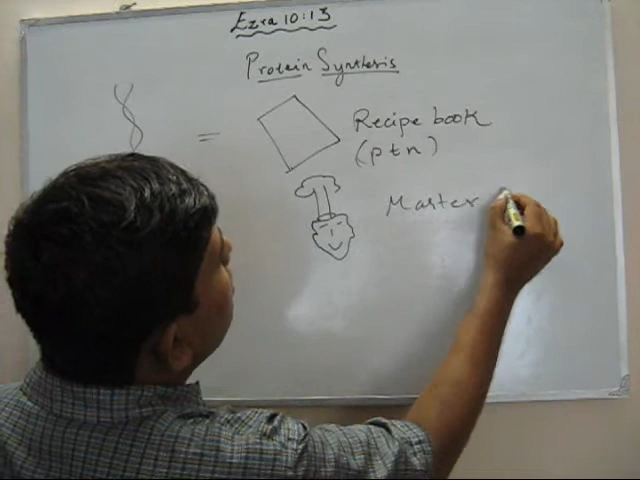 Ezra 10:13
Protein Synthesis
= Recipe book
(ptn)
Master